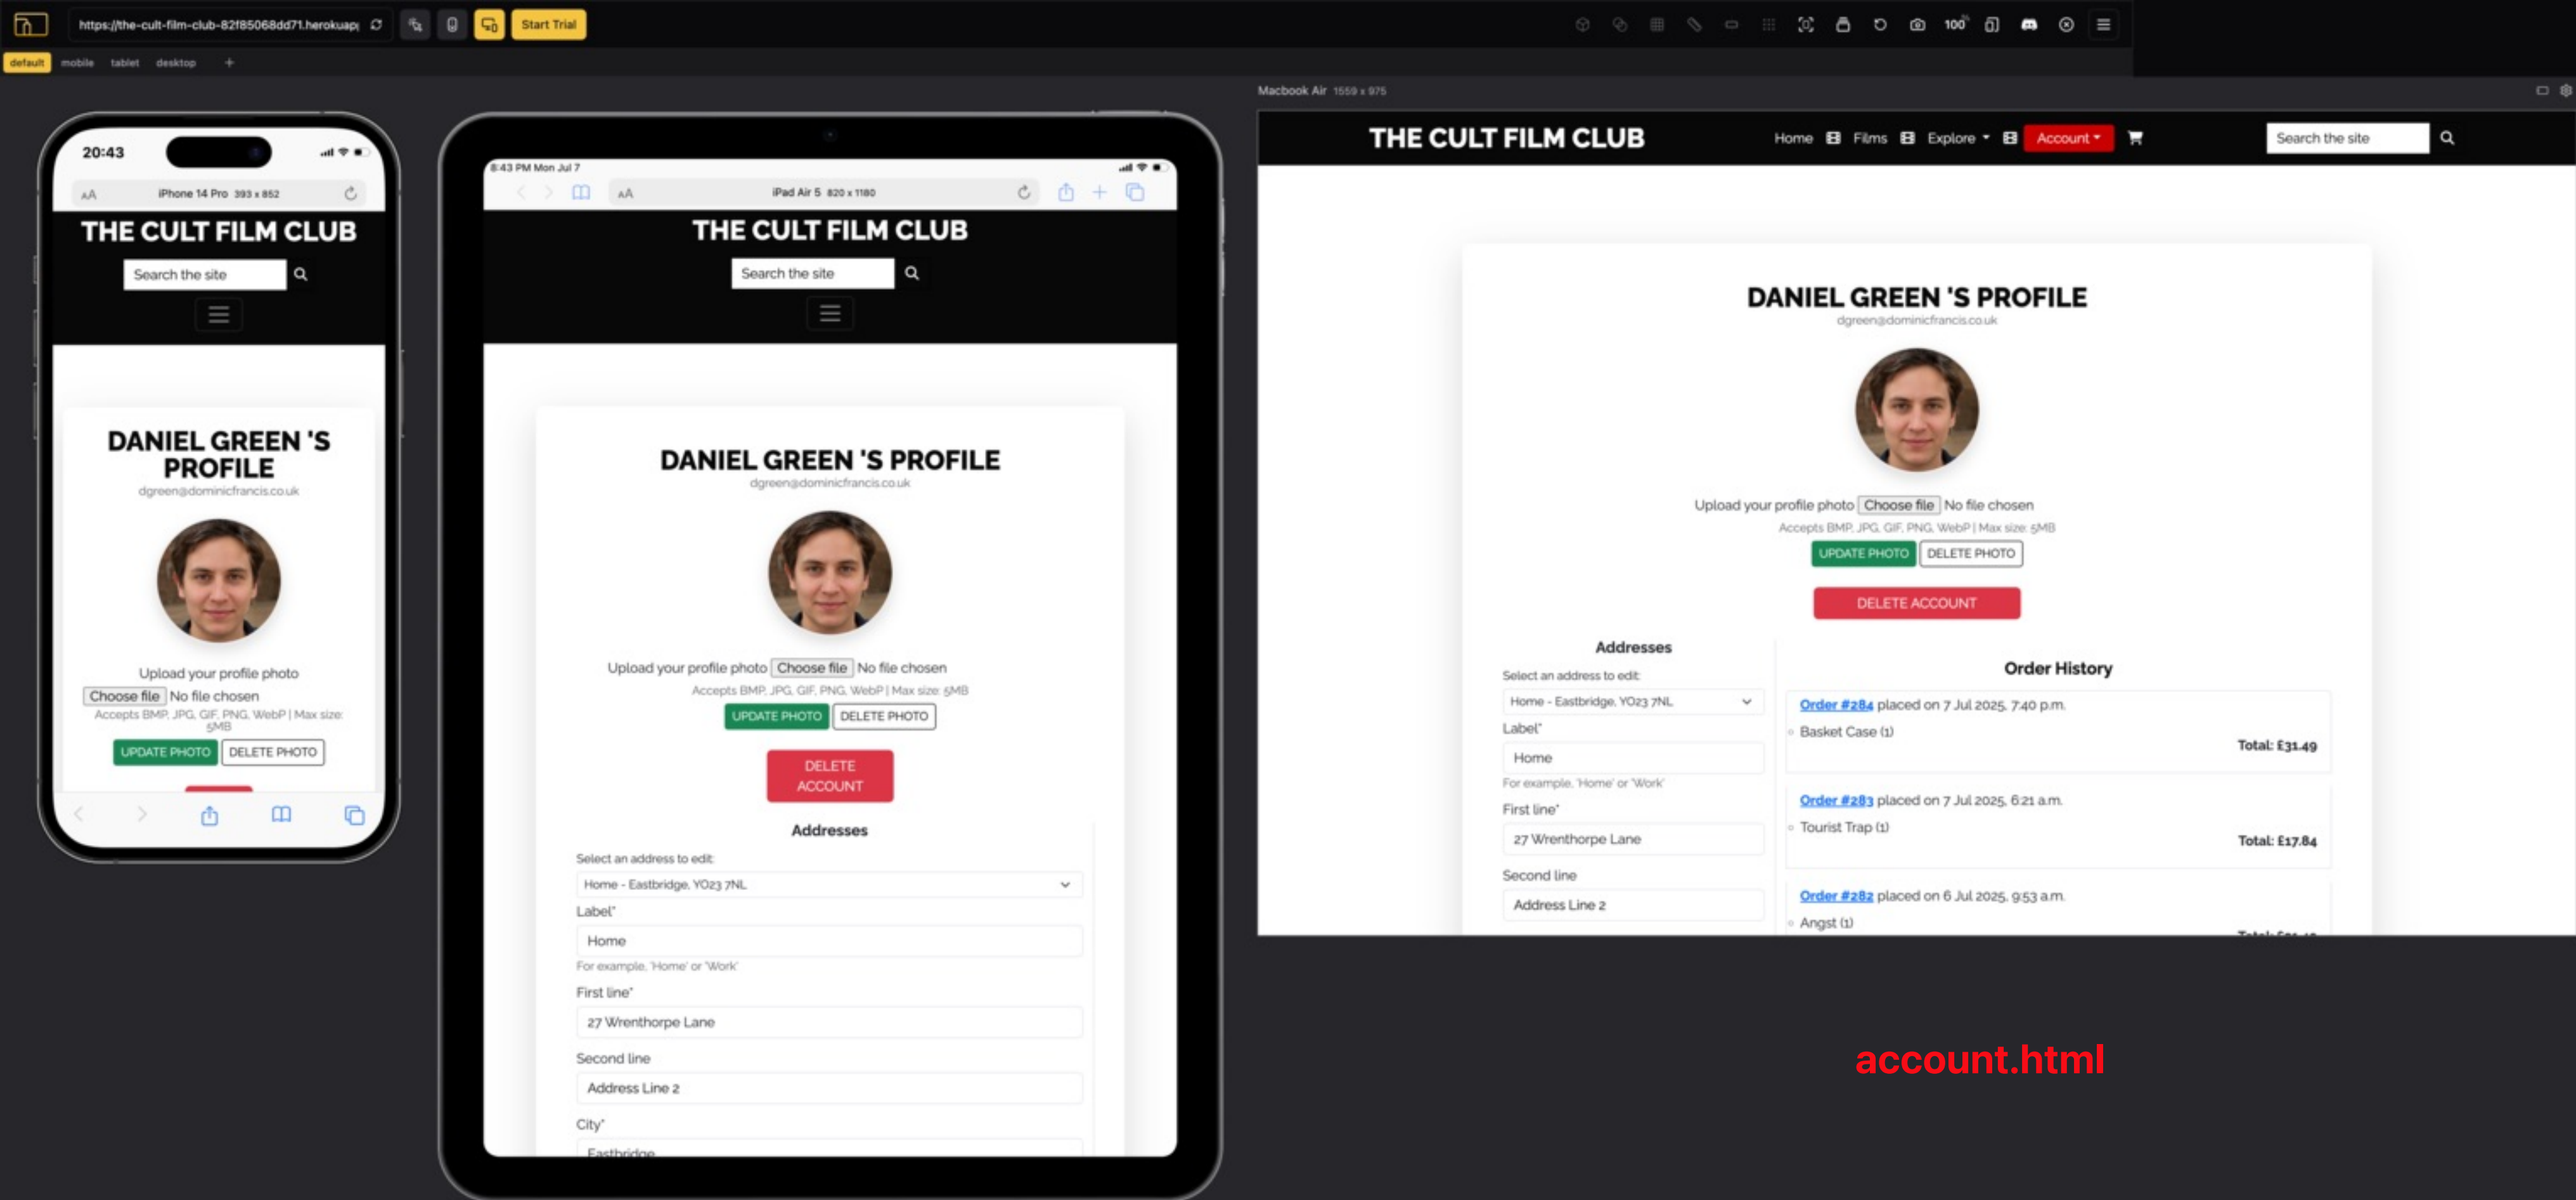 https://the-cult-film-club-82f85068dd71.herokuap
Start Trial
100%
default mobile tablet desktop +
20:43
AA iPhone 14 Pro 393 x 852
THE CULT FILM CLUB
Search the site
DANIEL GREEN 'S
PROFILE
dgreen@dominicfrancis.co.uk
Upload your profile photo
Choose file No file chosen
Accepts BMP, JPG, GIF, PNG, WebP | Max size:
5MB
UPDATE PHOTO DELETE PHOTO
8:43 PM Mon Jul 7
AA iPad Air 5 820 x 1180
THE CULT FILM CLUB
Search the site
DANIEL GREEN 'S PROFILE
dgreen@dominicfrancis.co.uk
Upload your profile photo Choose file No file chosen
Accepts BMP, JPG, GIF, PNG, WebP | Max size: 5MB
UPDATE PHOTO DELETE PHOTO
DELETE
ACCOUNT
Addresses
Select an address to edit:
Home - Eastbridge, YO23 7NL
Label*
Home
For example, 'Home' or 'Work'
First line*
27 Wrenthorpe Lane
Second line
Address Line 2
City*
Eastbridge
Macbook Air 1559 x 975
THE CULT FILM CLUB Home Films Explore Account Search the site
DANIEL GREEN 'S PROFILE
dgreen@dominicfrancis.co.uk
Upload your profile photo Choose file No file chosen
Accepts BMP, JPG, GIF, PNG, WebP | Max size: 5MB
UPDATE PHOTO DELETE PHOTO
DELETE ACCOUNT
Addresses
Select an address to edit:
Home - Eastbridge, YO23 7NL
Label*
Home
For example, 'Home' or 'Work'
First line*
27 Wrenthorpe Lane
Second line
Address Line 2
Order History
Order #284 placed on 7 Jul 2025, 7:40 p.m.
Basket Case (1)
Total: £31.49
Order #283 placed on 7 Jul 2025, 6:21 a.m.
Tourist Trap (1)
Total: £17.84
Order #282 placed on 6 Jul 2025, 9:53 a.m.
Angst (1)
account.html